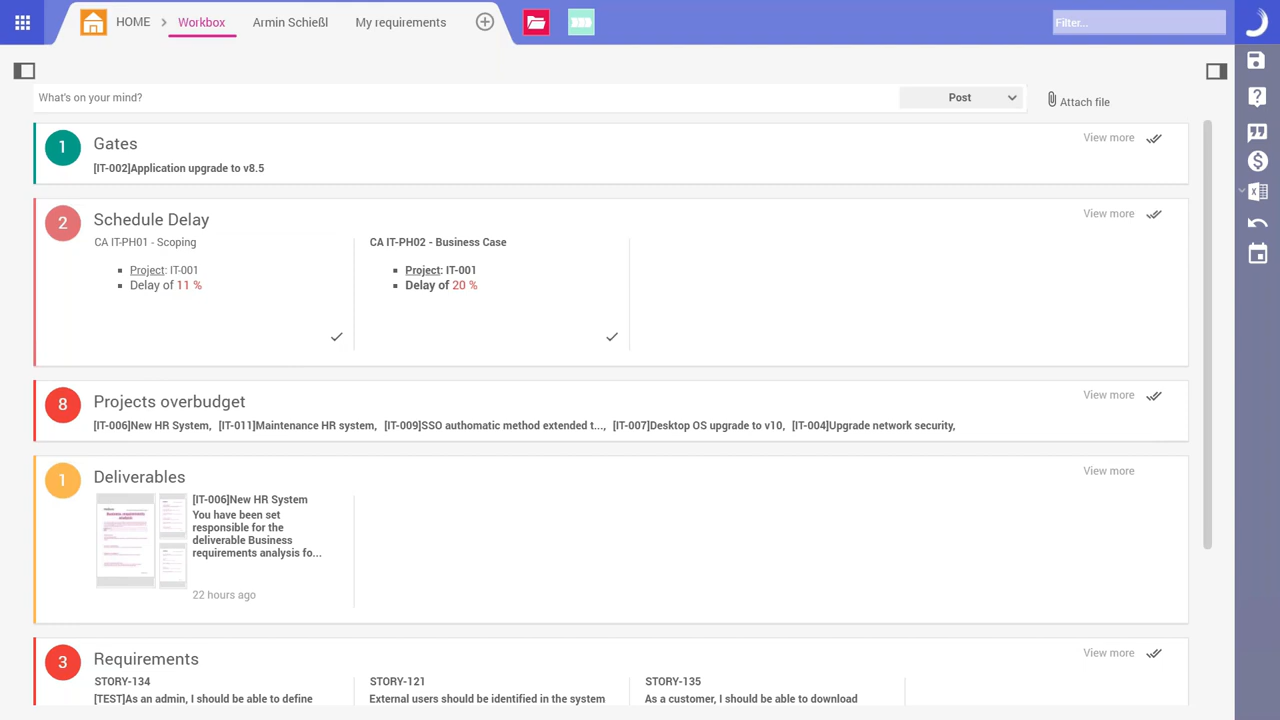 HOME Workbox Armin Schießl My requirements Filter...
What's on your mind? Post Attach file
1 Gates View more
[IT-002]Application upgrade to v8.5
2 Schedule Delay View more
CA IT-PH01 - Scoping CA IT-PH02 - Business Case
Project: IT-001 Project: IT-001
Delay of 11 % Delay of 20 %
8 Projects overbudget View more
[IT-006]New HR System, [IT-011]Maintenance HR system, [IT-009]SSO authomatic method extended t..., [IT-007]Desktop OS upgrade to v10, [IT-004]Upgrade network security,
1 Deliverables View more
[IT-006]New HR System
You have been set
responsible for the
deliverable Business
requirements analysis fo...
22 hours ago
3 Requirements View more
STORY-134 STORY-121 STORY-135
[TEST]As an admin, I should be able to define External users should be identified in the system As a customer, I should be able to download